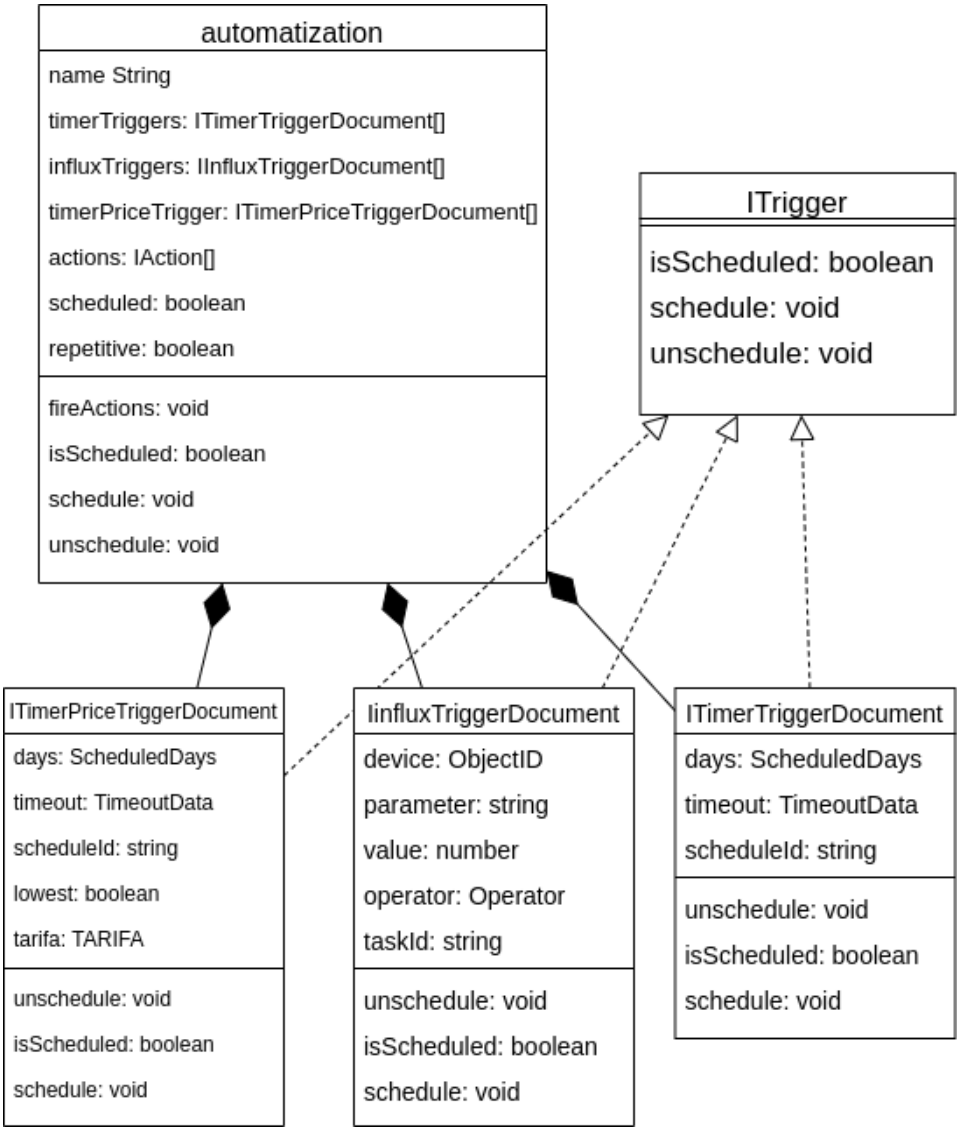 automatization
name String
timerTriggers: ITimerTriggerDocument[]
influxTriggers: IInfluxTriggerDocument[]
timerPriceTrigger: ITimerPriceTriggerDocument[]
actions: IAction[]
scheduled: boolean
repetitive: boolean
fireActions: void
isScheduled: boolean
schedule: void
unschedule: void
ITrigger
isScheduled: boolean
schedule: void
unschedule: void
ITimerPriceTriggerDocument
days: ScheduledDays
timeout: TimeoutData
scheduleId: string
lowest: boolean
tarifa: TARIFA
unschedule: void
isScheduled: boolean
schedule: void
IinfluxTriggerDocument
device: ObjectID
parameter: string
value: number
operator: Operator
taskId: string
unschedule: void
isScheduled: boolean
schedule: void
ITimerTriggerDocument
days: ScheduledDays
timeout: TimeoutData
scheduleId: string
unschedule: void
isScheduled: boolean
schedule: void